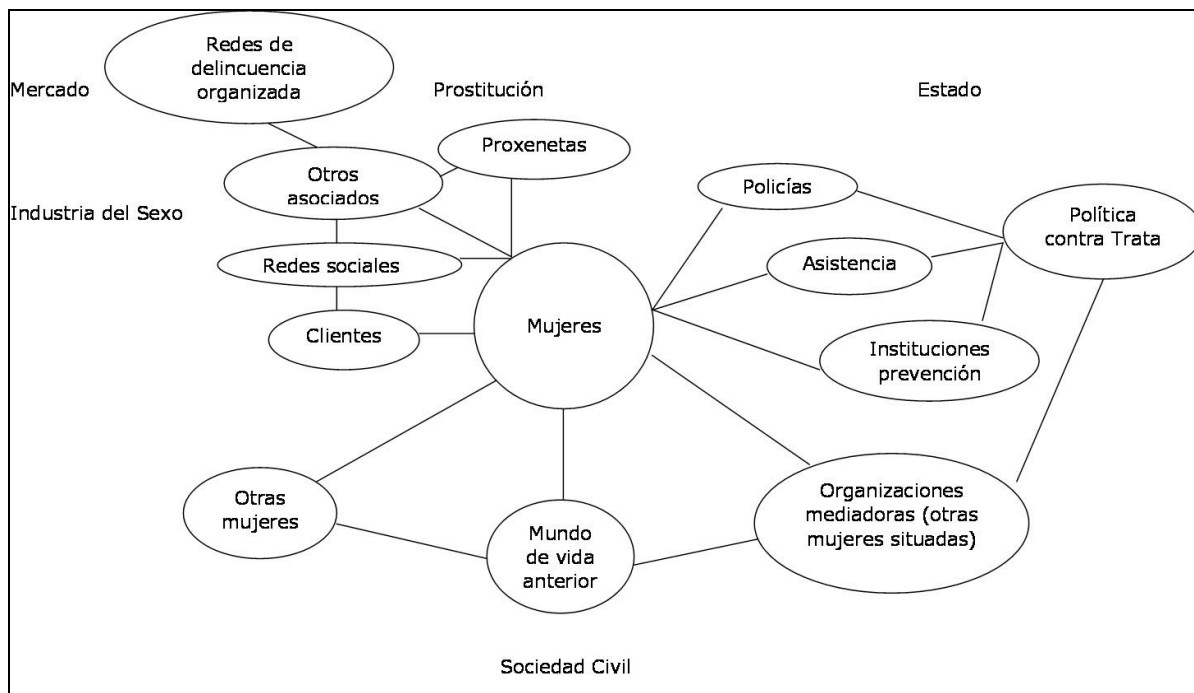 Redes de
delincuencia
organizada
Mercado
Prostitución
Estado
Proxenetas
Otros
asociados
Policías
Industria del Sexo
Política
contra Trata
Redes sociales
Asistencia
Mujeres
Clientes
Instituciones
prevención
Otras
mujeres
Mundo
de vida
anterior
Organizaciones
mediadoras (otras
mujeres situadas)
Sociedad Civil